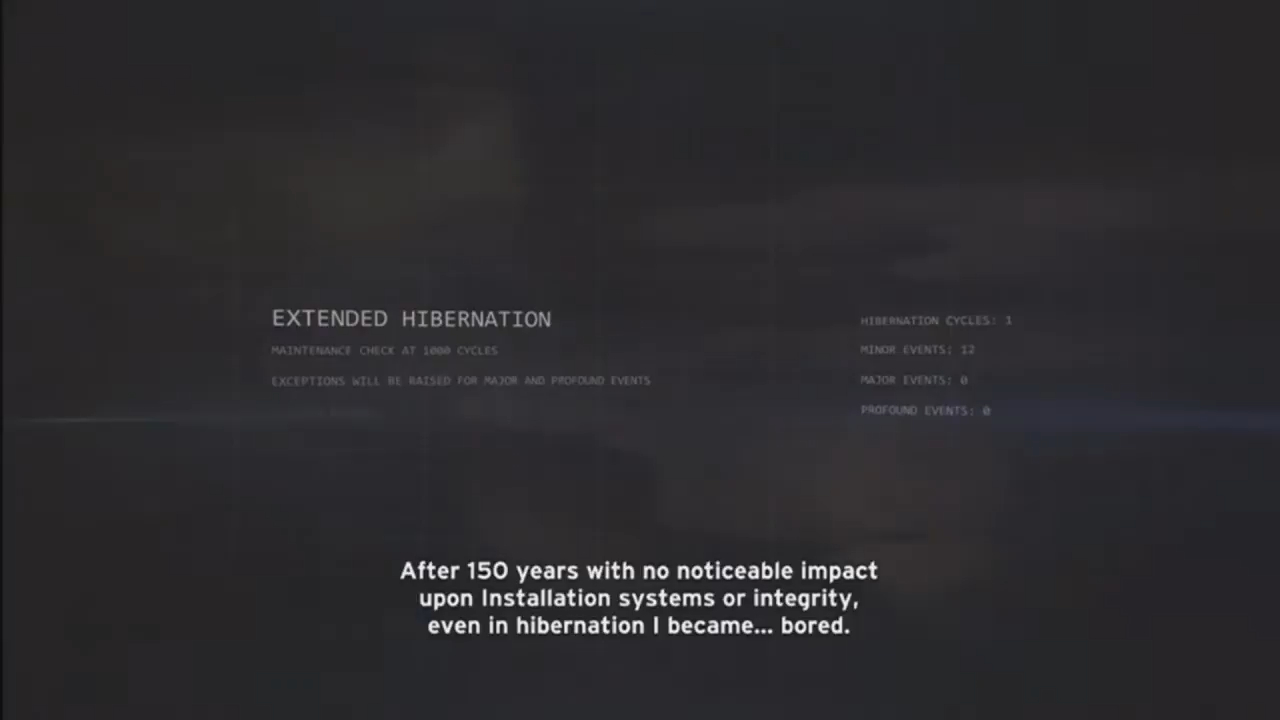 EXTENDED HIBERNATION
MAINTENANCE CHECK AT 1000 CYCLES
EXCEPTIONS WILL BE RAISED FOR MAJOR AND PROFOUND EVENTS
HIBERNATION CYCLES: 1
MINOR EVENTS: 12
MAJOR EVENTS: 0
PROFOUND EVENTS: 0
After 150 years with no noticeable impact
upon Installation systems or integrity,
even in hibernation I became... bored.